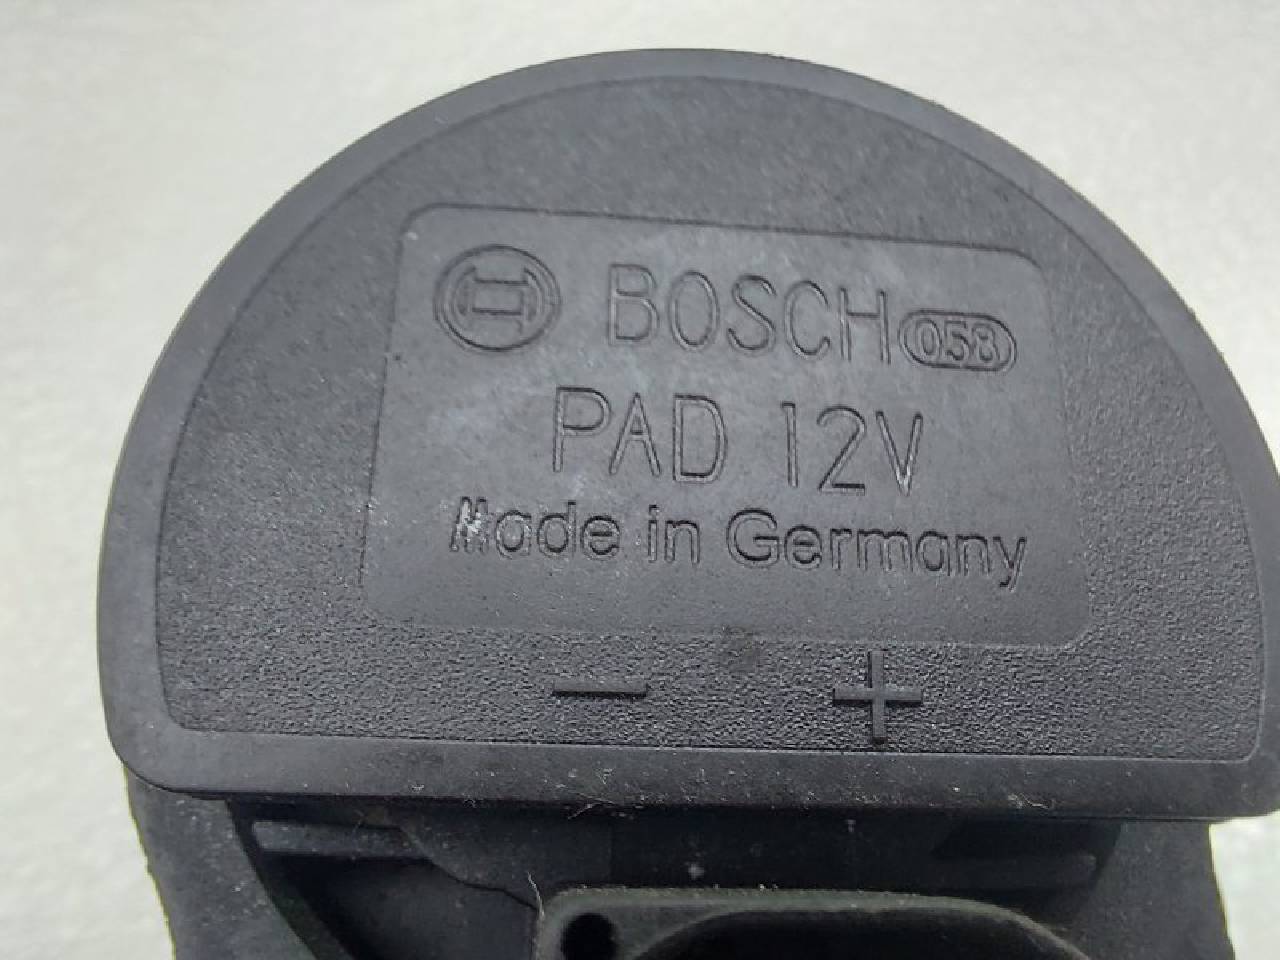 BOSCH 058
PAD 12V
Made in Germany
− +